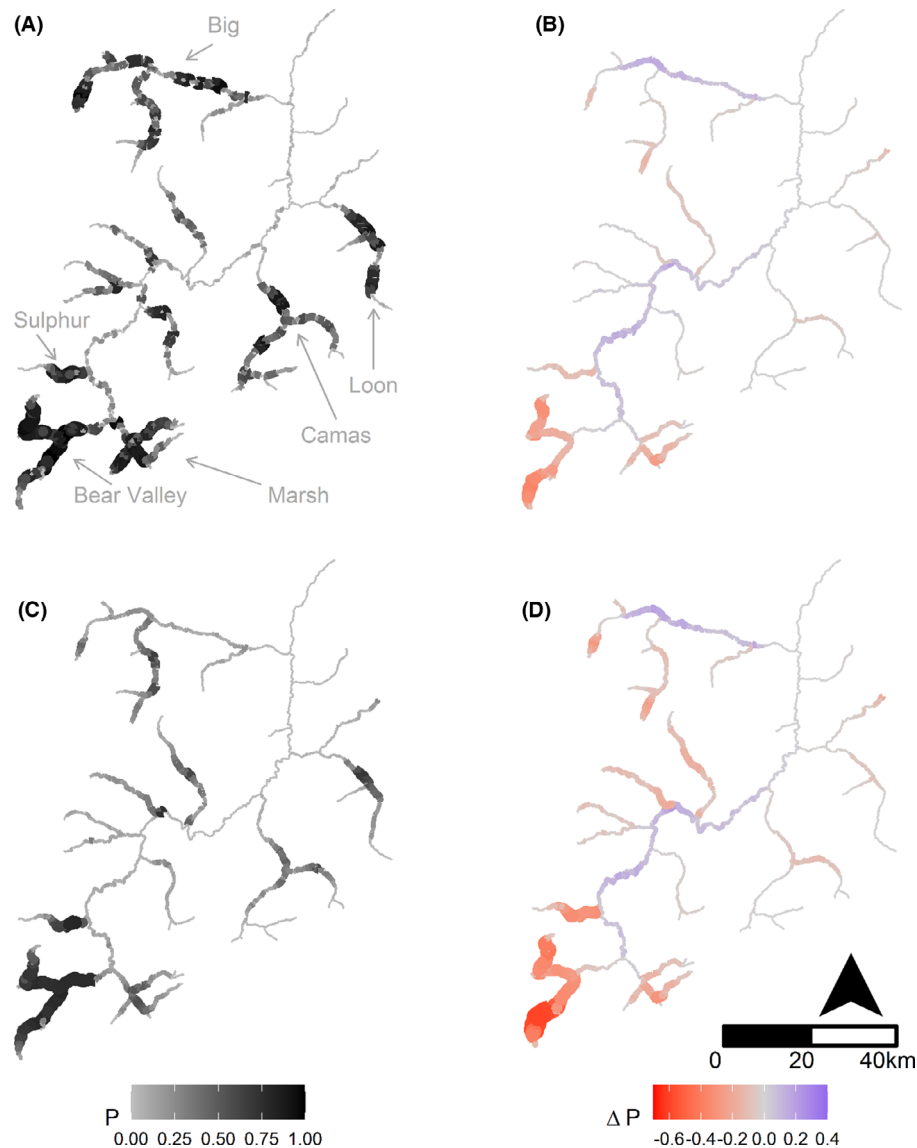 (A)
Big
(B)
Sulphur
Loon
Camas
Bear Valley
Marsh
(C)
(D)
0 20 40km
P
0.00 0.25 0.50 0.75 1.00
Δ P
-0.6 -0.4 -0.2 0.0 0.2 0.4